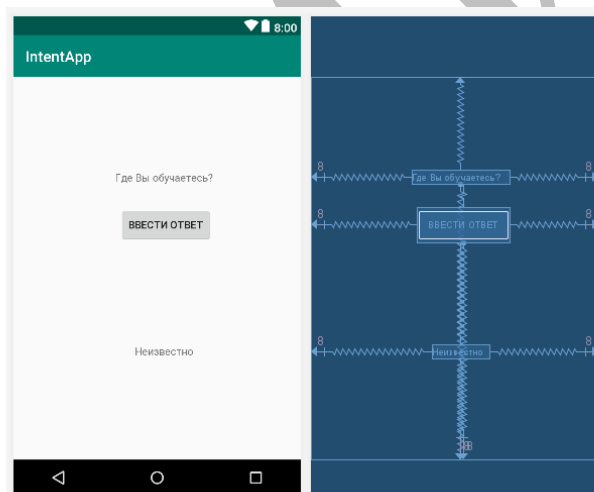 8:00
IntentApp
Где Вы обучаетесь?
ВВЕСТИ ОТВЕТ
Неизвестно
8
Где Вы обучаетесь?
8
8
ВВЕСТИ ОТВЕТ
8
8
Неизвестно
8
8